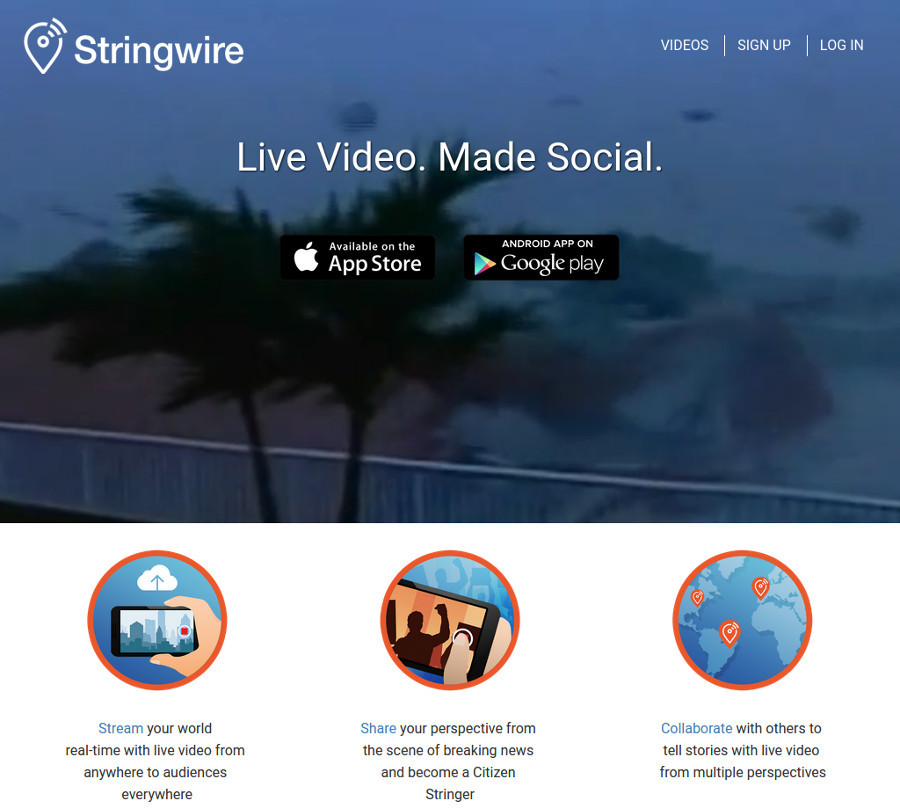 Stringwire
VIDEOS
SIGN UP
LOG IN
Live Video. Made Social.
Available on the
App Store
ANDROID APP ON
Google play
Stream your world
real-time with live video from
anywhere to audiences
everywhere
Share your perspective from
the scene of breaking news
and become a Citizen
Stringer
Collaborate with others to
tell stories with live video
from multiple perspectives